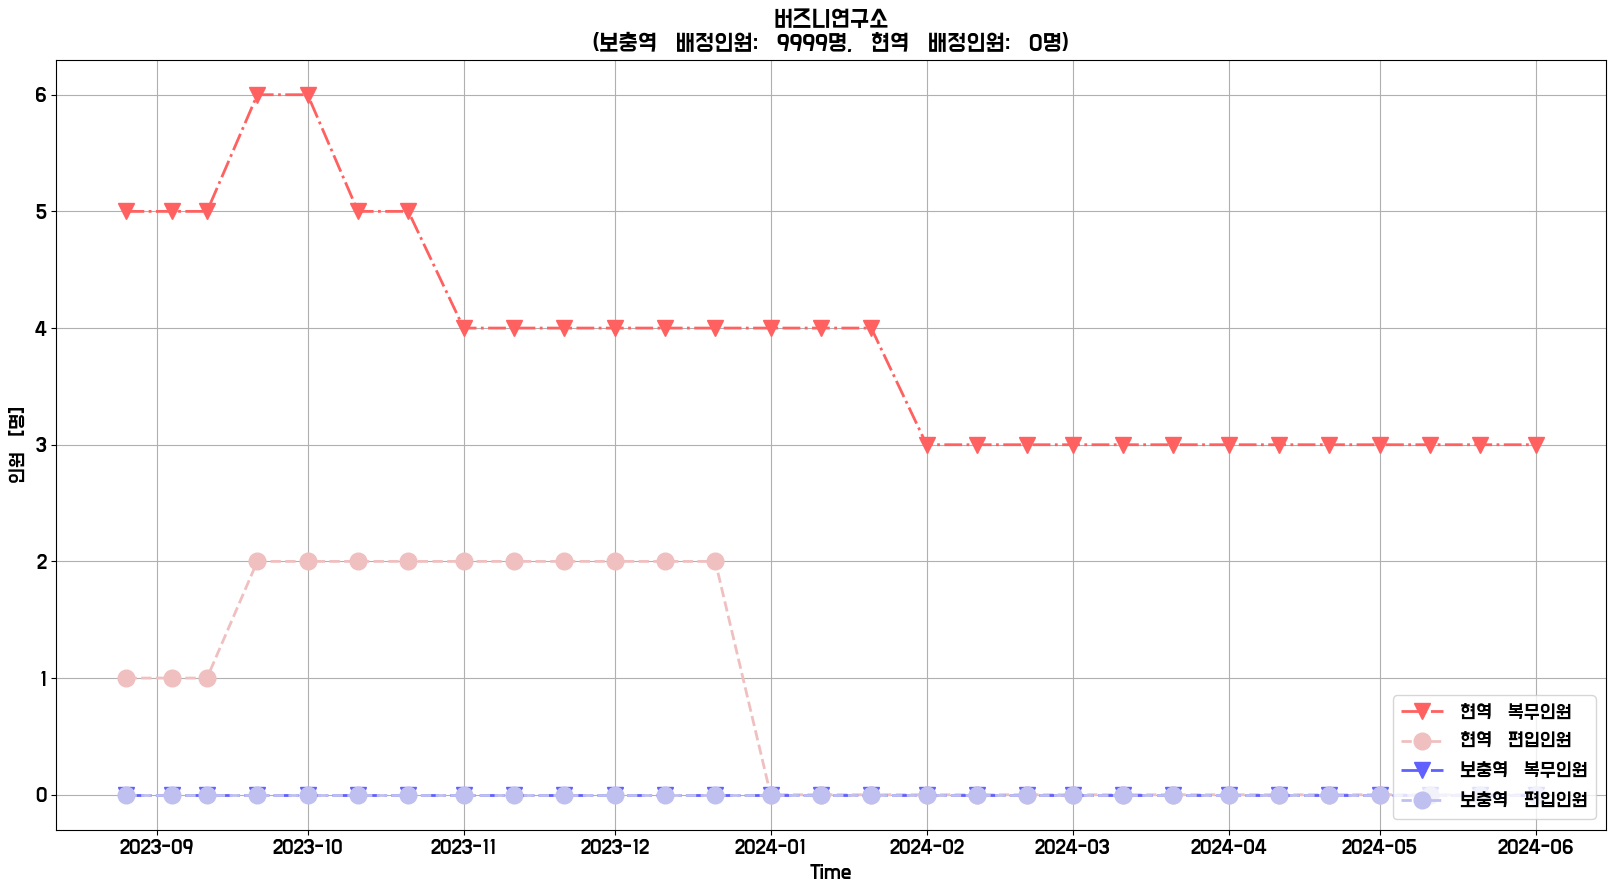 버즈니연구소
(보충역 배정인원: 9999명, 현역 배정인원: 0명)
인원 [명]
6
5
4
3
2
1
0
현역 복무인원
현역 편입인원
보충역 복무인원
보충역 편입인원
2023-09 2023-10 2023-11 2023-12 2024-01 2024-02 2024-03 2024-04 2024-05 2024-06
Time